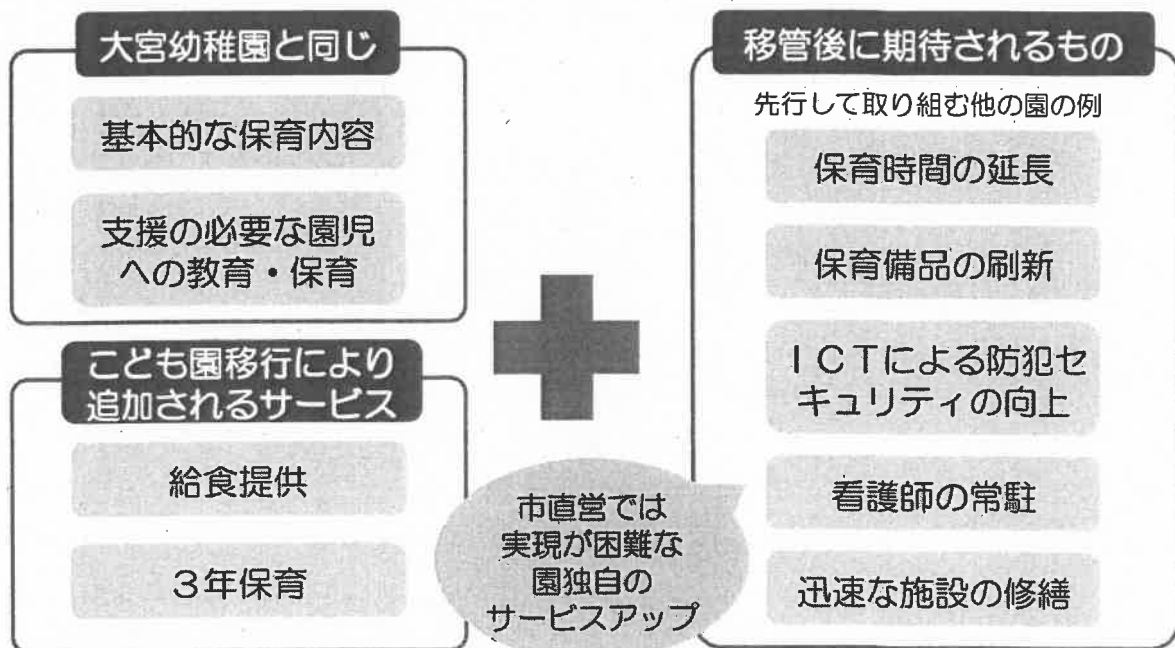 大宮幼稚園と同じ
基本的な保育内容
支援の必要な園児
への教育・保育
こども園移行により
追加されるサービス
給食提供
3年保育
市直営では
実現が困難な
園独自の
サービスアップ
移管後に期待されるもの
先行して取り組む他の園の例
保育時間の延長
保育備品の刷新
ICTによる防犯セ
キュリティの向上
看護師の常駐
迅速な施設の修繕